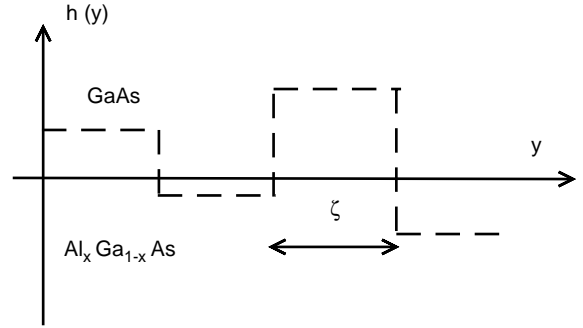 h (y)
GaAs
y
ζ
AlₓGa₁₋ₓAs